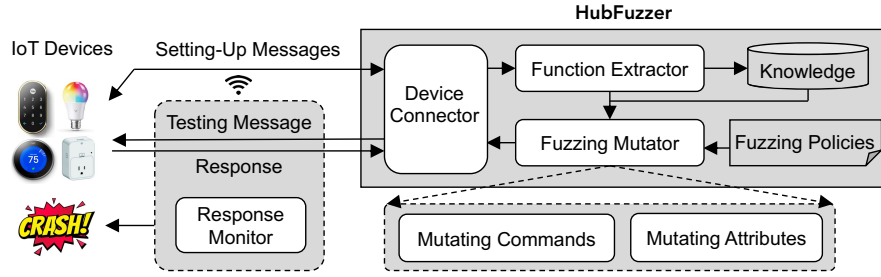 HubFuzzer
IoT Devices
Setting-Up Messages
Device
Connector
Function Extractor
Knowledge
Testing Message
Fuzzing Mutator
Fuzzing Policies
75
Response
CRASH!
Response
Monitor
Mutating Commands
Mutating Attributes